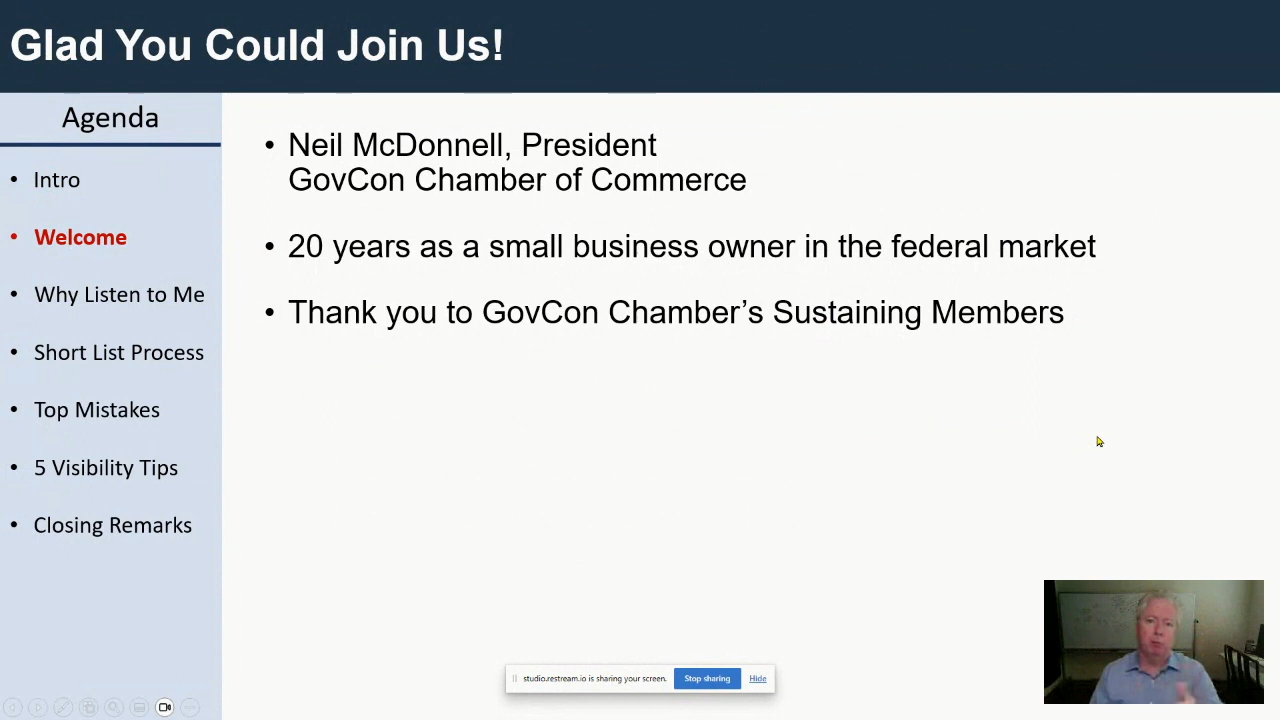 Glad You Could Join Us!
Agenda
• Intro
• Welcome
• Why Listen to Me
• Short List Process
• Top Mistakes
• 5 Visibility Tips
• Closing Remarks
• Neil McDonnell, President
GovCon Chamber of Commerce
• 20 years as a small business owner in the federal market
• Thank you to GovCon Chamber’s Sustaining Members
studio.restream.io is sharing your screen. Stop sharing Hide